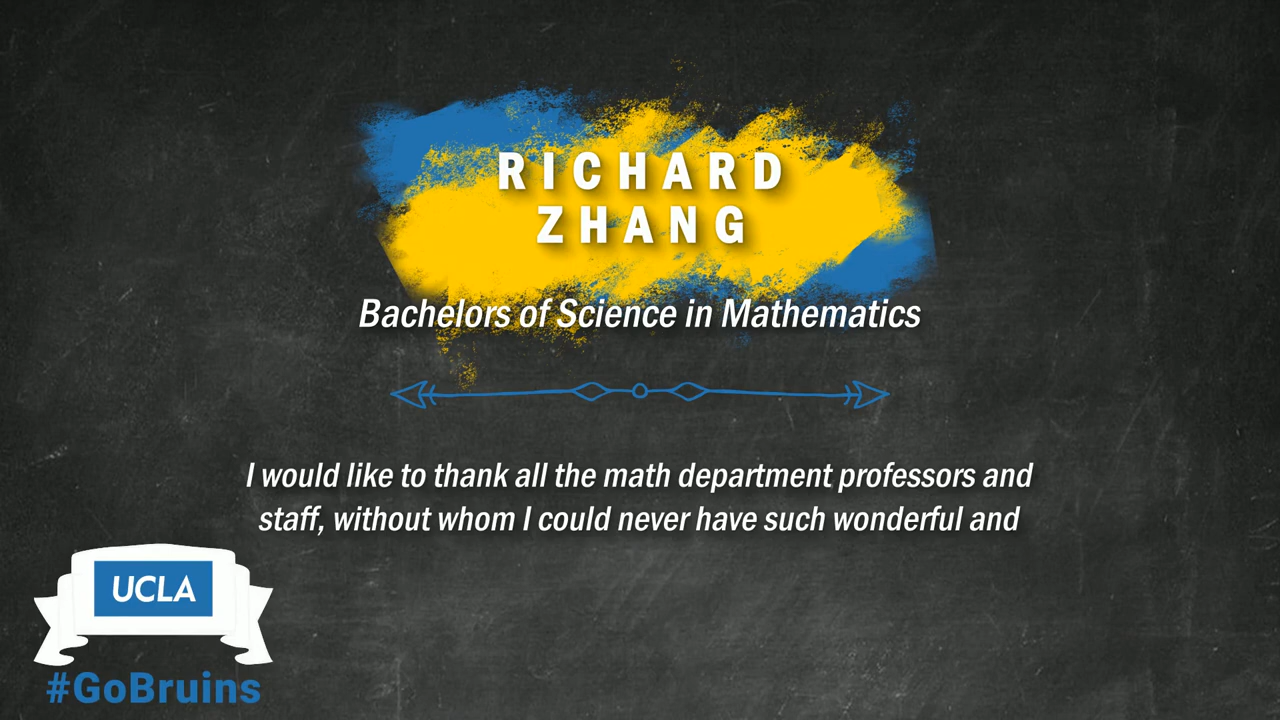 RICHARD
ZHANG
Bachelors of Science in Mathematics
I would like to thank all the math department professors and
staff, without whom I could never have such wonderful and
UCLA
#GoBruins